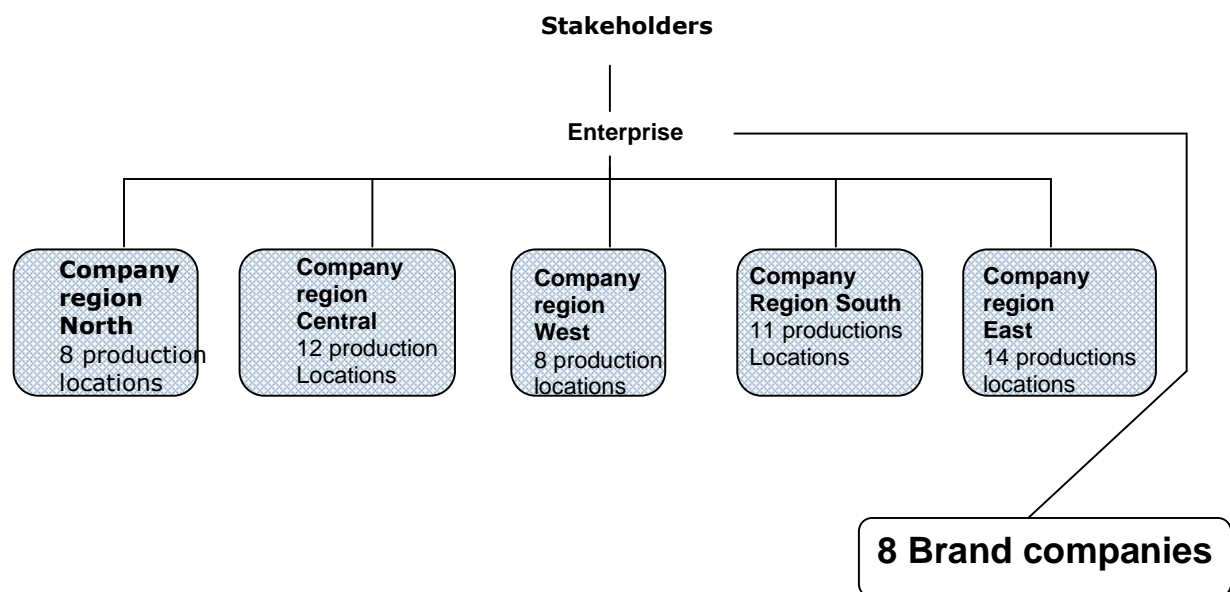 Stakeholders
Enterprise
Company
region
North
8 production
locations
Company
region
Central
12 production
Locations
Company
region
West
8 production
locations
Company
Region South
11 productions
Locations
Company
region
East
14 productions
locations
8 Brand companies